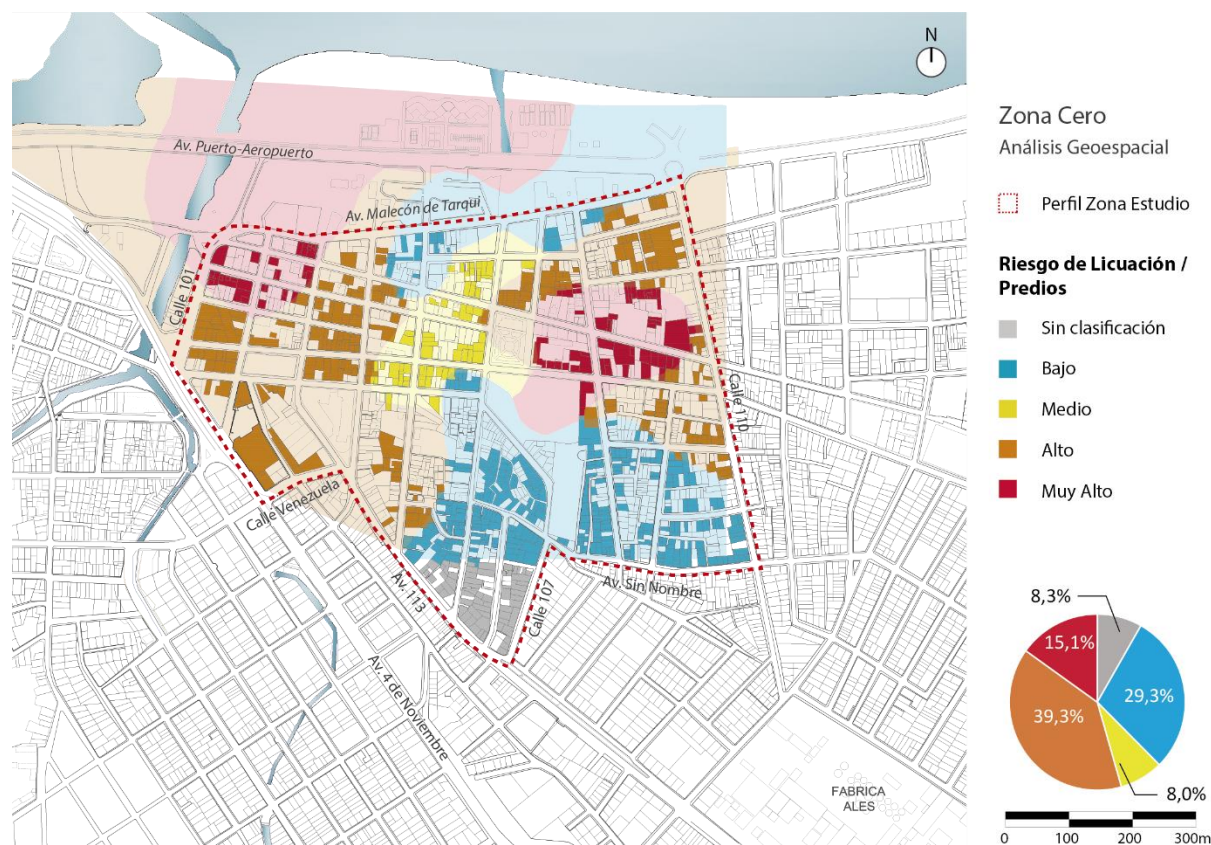 N
Av. Puerto-Aeropuerto
Av. Malecón de Tarqui
Calle 101
Calle 110
Calle Venezuela
Av. 113
Calle 107
Av. Sin Nombre
Av. 4 de Noviembre
FABRICA
ALES
Zona Cero
Análisis Geoespacial
Perfil Zona Estudio
Riesgo de Licuación /
Predios
Sin clasificación
Bajo
Medio
Alto
Muy Alto
8,3%
15,1%
29,3%
39,3%
8,0%
0 100 200 300m